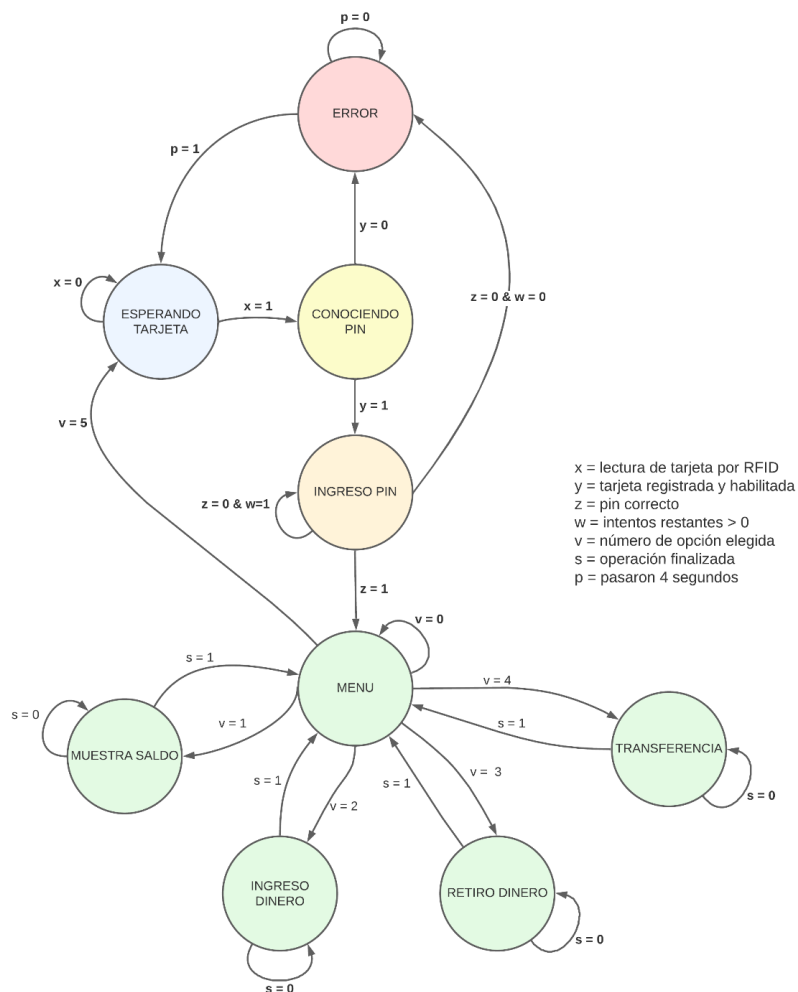 p = 0
ERROR
p = 1
y = 0
x = 0
ESPERANDO
TARJETA
x = 1
CONOCIENDO
PIN
z = 0 & w = 0
v = 5
y = 1
INGRESO PIN
z = 0 & w=1
x = lectura de tarjeta por RFID
y = tarjeta registrada y habilitada
z = pin correcto
w = intentos restantes > 0
v = número de opción elegida
s = operación finalizada
p = pasaron 4 segundos
z = 1
v = 0
MENU
s = 1
v = 4
s = 0
v = 1
s = 1
MUESTRA SALDO
TRANSFERENCIA
s = 1
v = 2
s = 1
v = 3
s = 0
INGRESO
DINERO
RETIRO DINERO
s = 0
s = 0